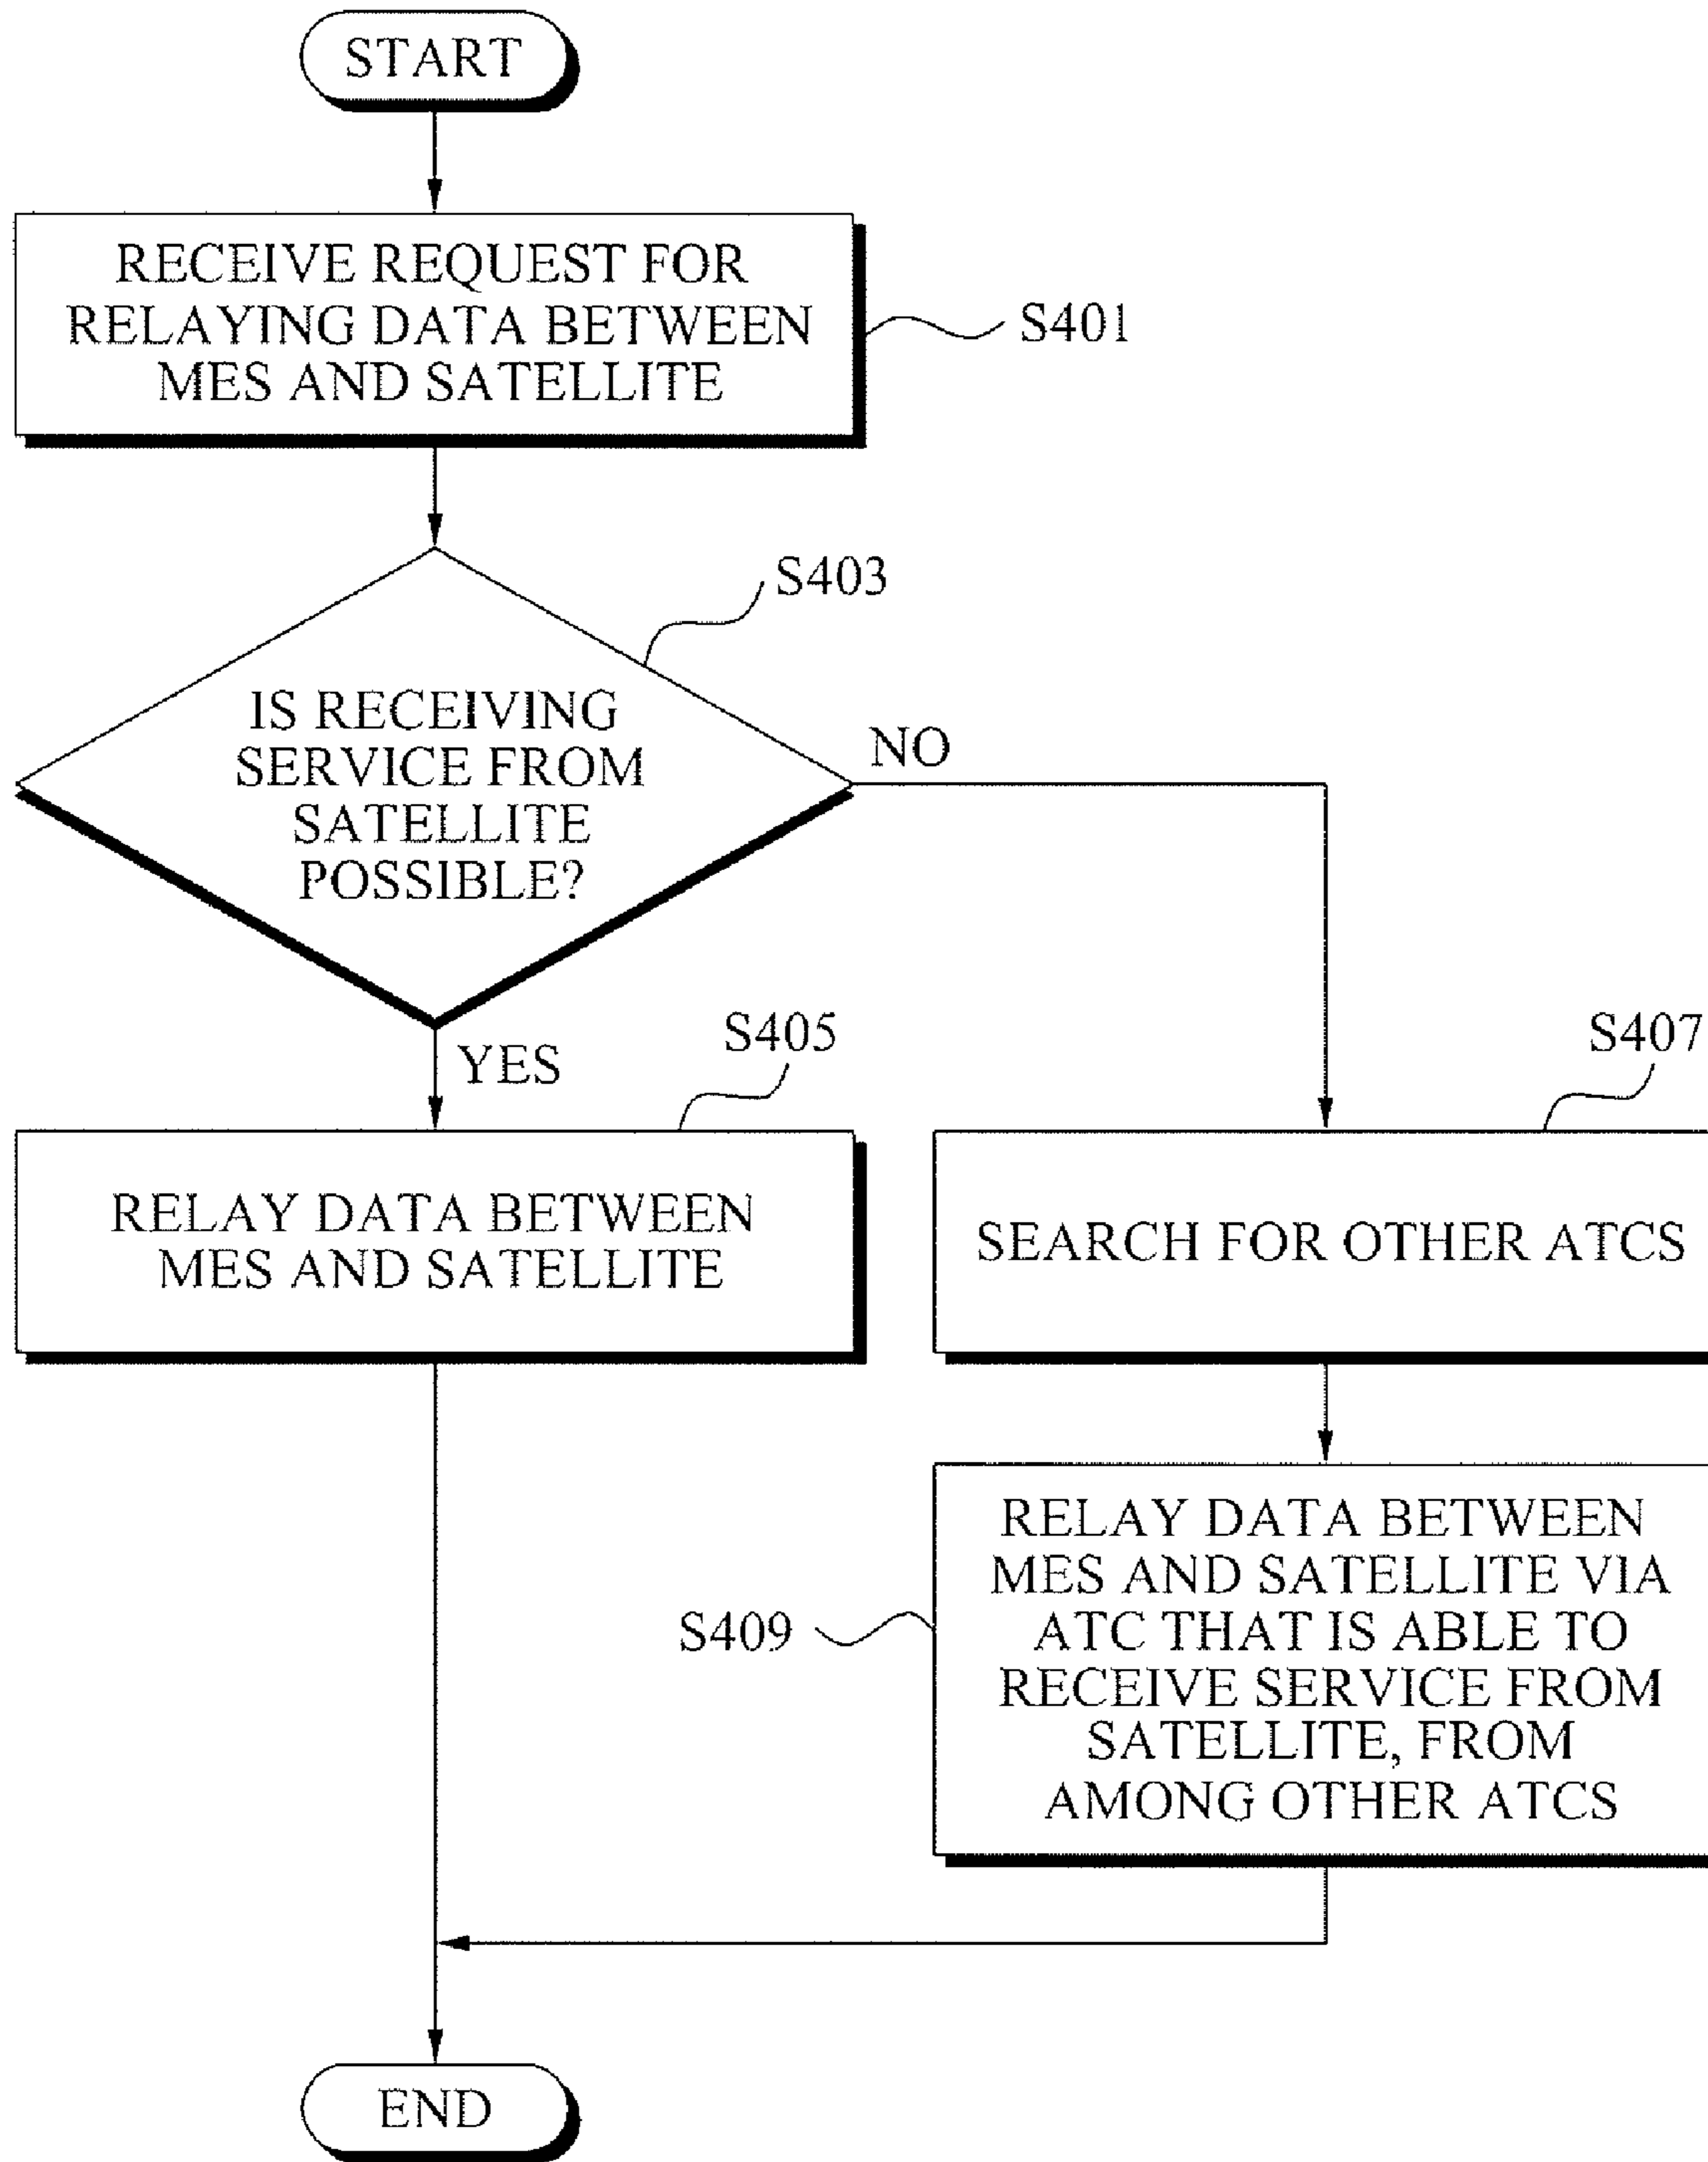 START
RECEIVE REQUEST FOR
RELAYING DATA BETWEEN
MES AND SATELLITE
S401
S403
IS RECEIVING
SERVICE FROM
SATELLITE
POSSIBLE?
NO
YES
S405
S407
RELAY DATA BETWEEN
MES AND SATELLITE
SEARCH FOR OTHER ATCS
RELAY DATA BETWEEN
MES AND SATELLITE VIA
ATC THAT IS ABLE TO
RECEIVE SERVICE FROM
SATELLITE, FROM
AMONG OTHER ATCS
S409
END